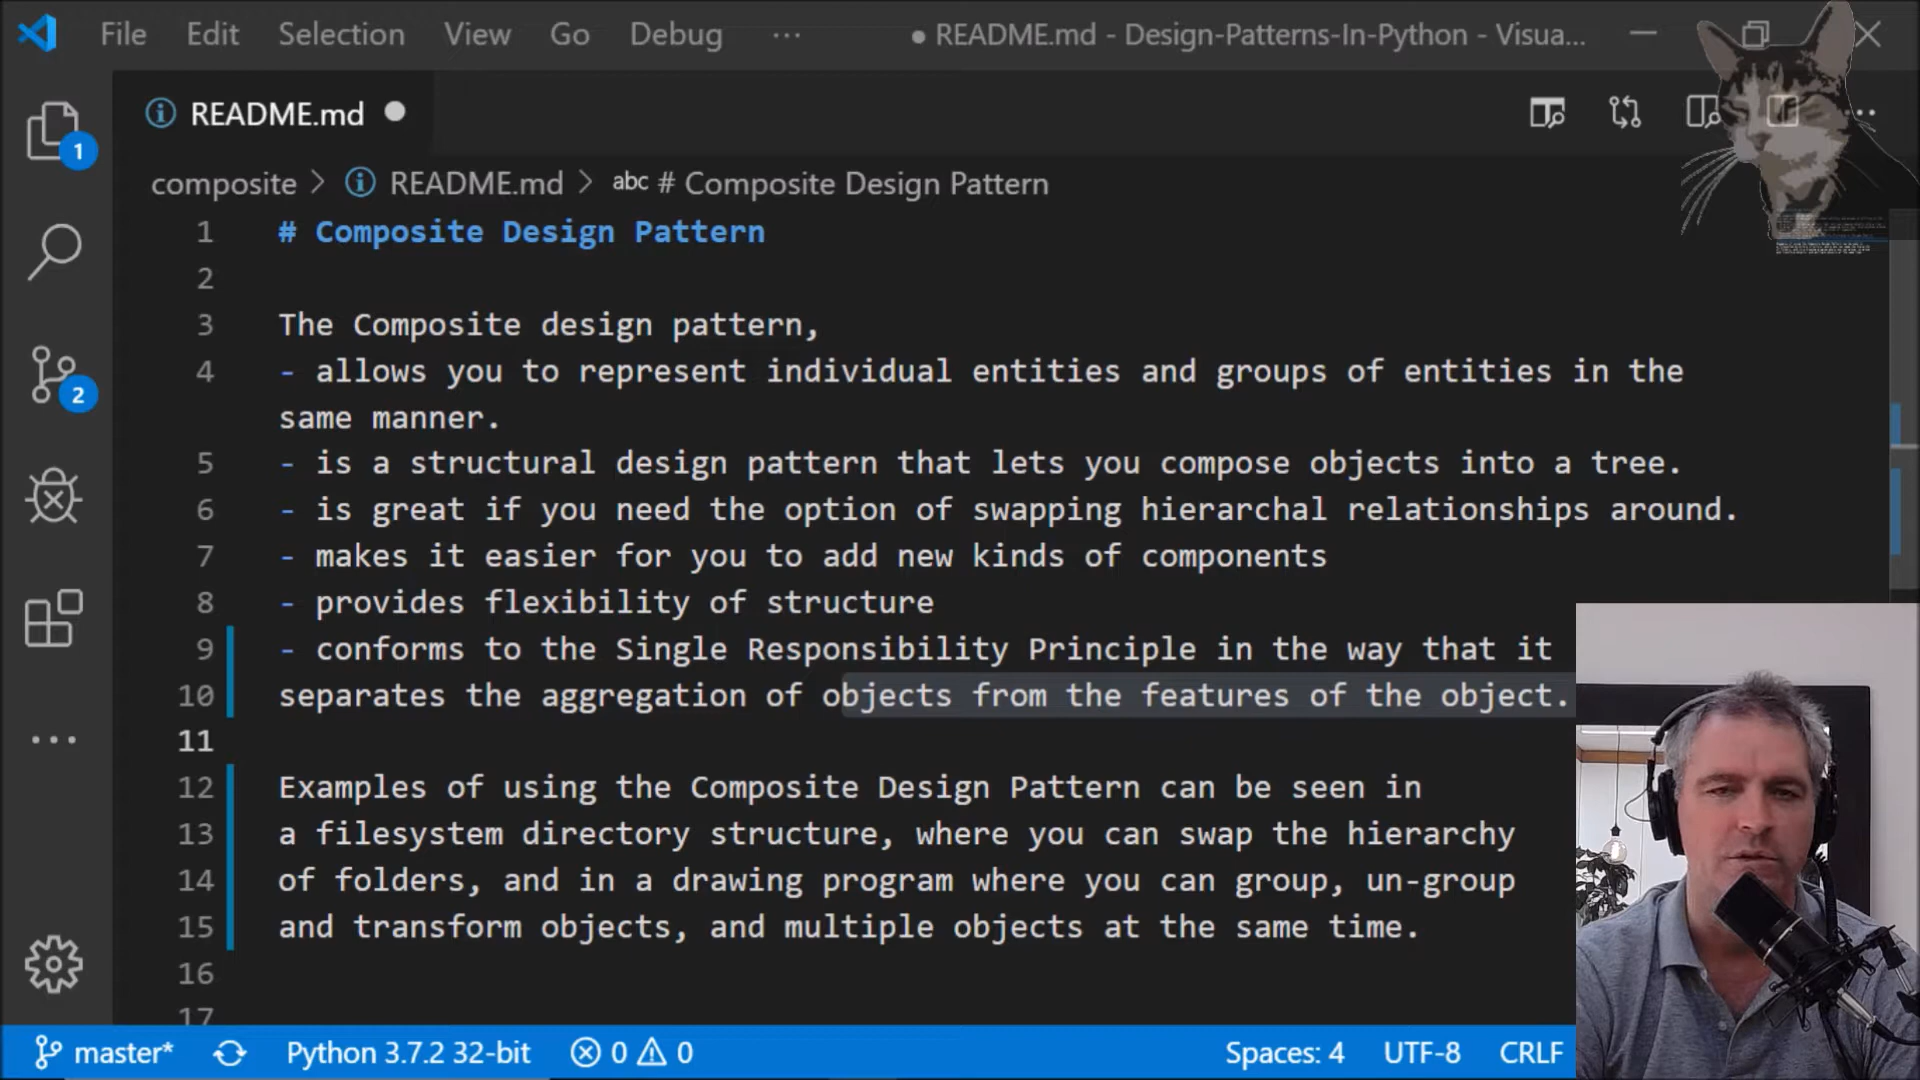 File Edit Selection View Go Debug ··· ● README.md - Design-Patterns-In-Python - Visua...
README.md
1
composite > README.md > abc # Composite Design Pattern
1 # Composite Design Pattern
2
3 The Composite design pattern,
4 - allows you to represent individual entities and groups of entities in the
same manner.
5 - is a structural design pattern that lets you compose objects into a tree.
6 - is great if you need the option of swapping hierarchal relationships around.
2
7 - makes it easier for you to add new kinds of components
8 - provides flexibility of structure
9 - conforms to the Single Responsibility Principle in the way that it
10 separates the aggregation of objects from the features of the object.
11
12 Examples of using the Composite Design Pattern can be seen in
13 a filesystem directory structure, where you can swap the hierarchy
14 of folders, and in a drawing program where you can group, un-group
15 and transform objects, and multiple objects at the same time.
16
17
master* Python 3.7.2 32-bit 0 0 Spaces: 4 UTF-8 CRLF